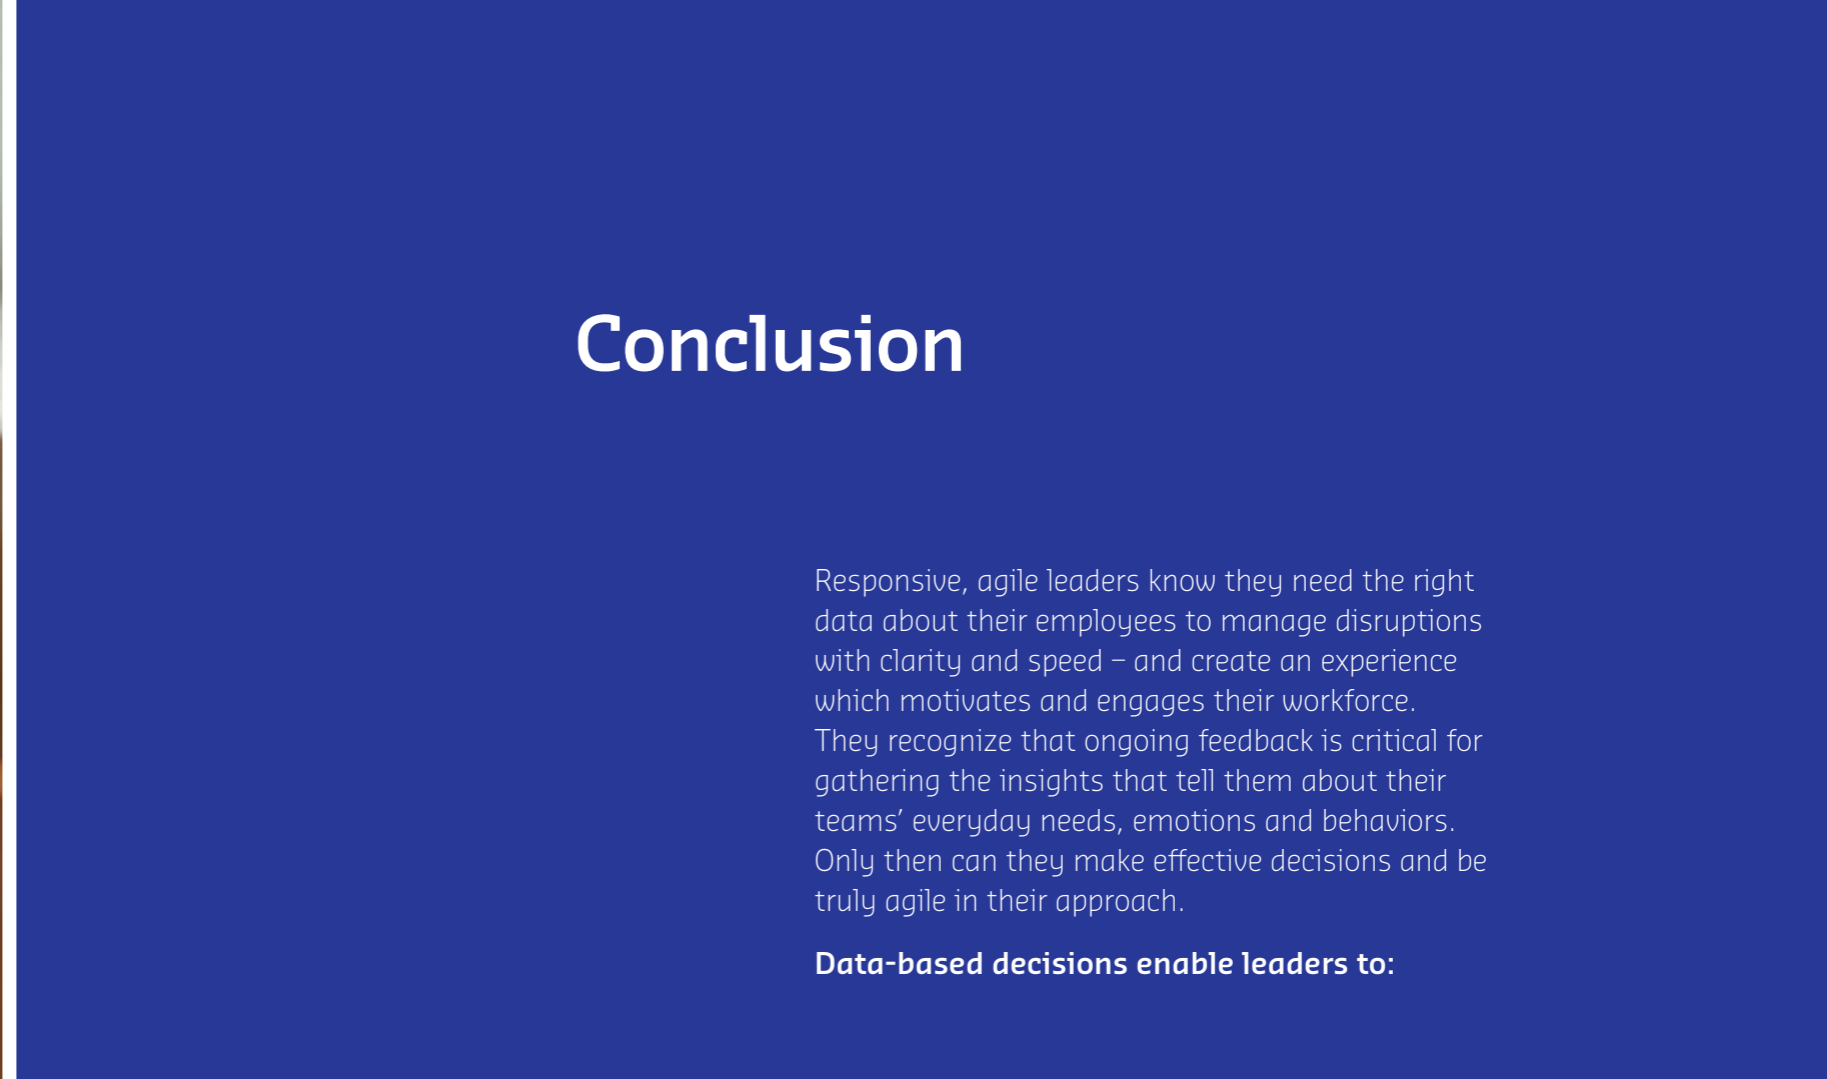 Conclusion
Responsive, agile leaders know they need the right
data about their employees to manage disruptions
with clarity and speed – and create an experience
which motivates and engages their workforce.
They recognize that ongoing feedback is critical for
gathering the insights that tell them about their
teams’ everyday needs, emotions and behaviors.
Only then can they make effective decisions and be
truly agile in their approach.
Data-based decisions enable leaders to: